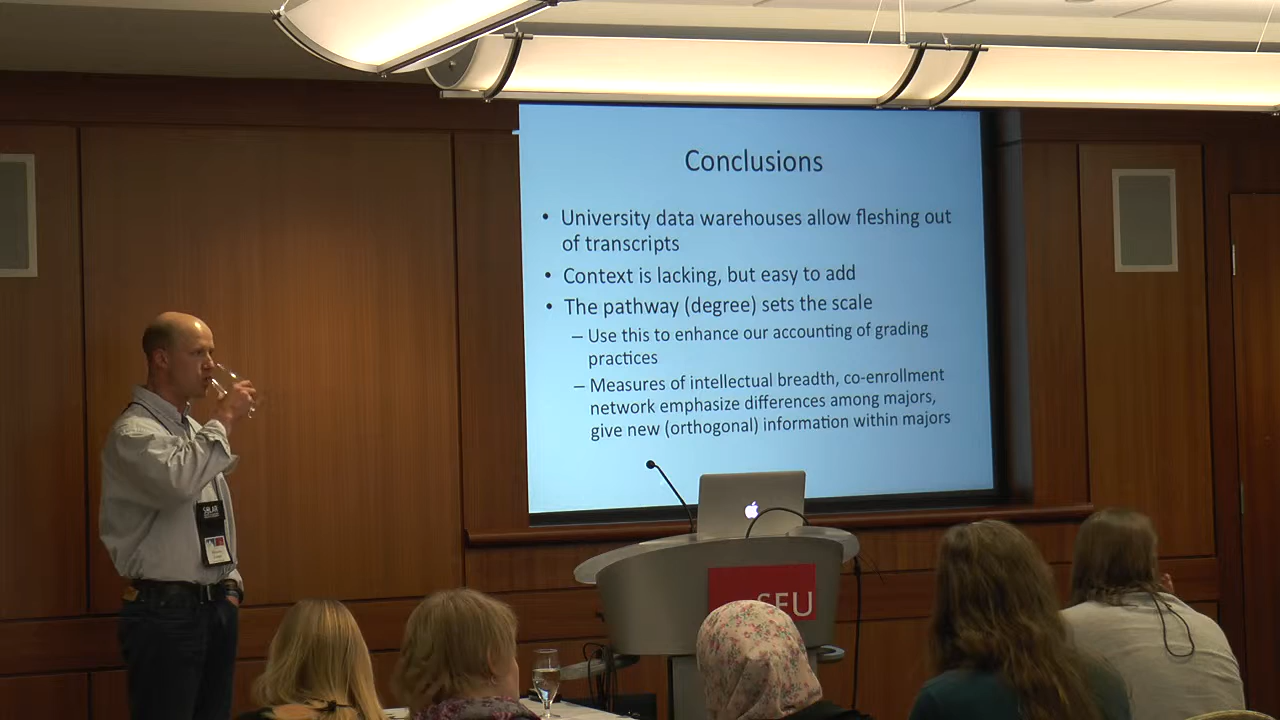 Conclusions
• University data warehouses allow fleshing out
of transcripts
• Context is lacking, but easy to add
• The pathway (degree) sets the scale
– Use this to enhance our accounting of grading
practices
– Measures of intellectual breadth, co-enrollment
network emphasize differences among majors,
give new (orthogonal) information within majors
SFU
SOLAR